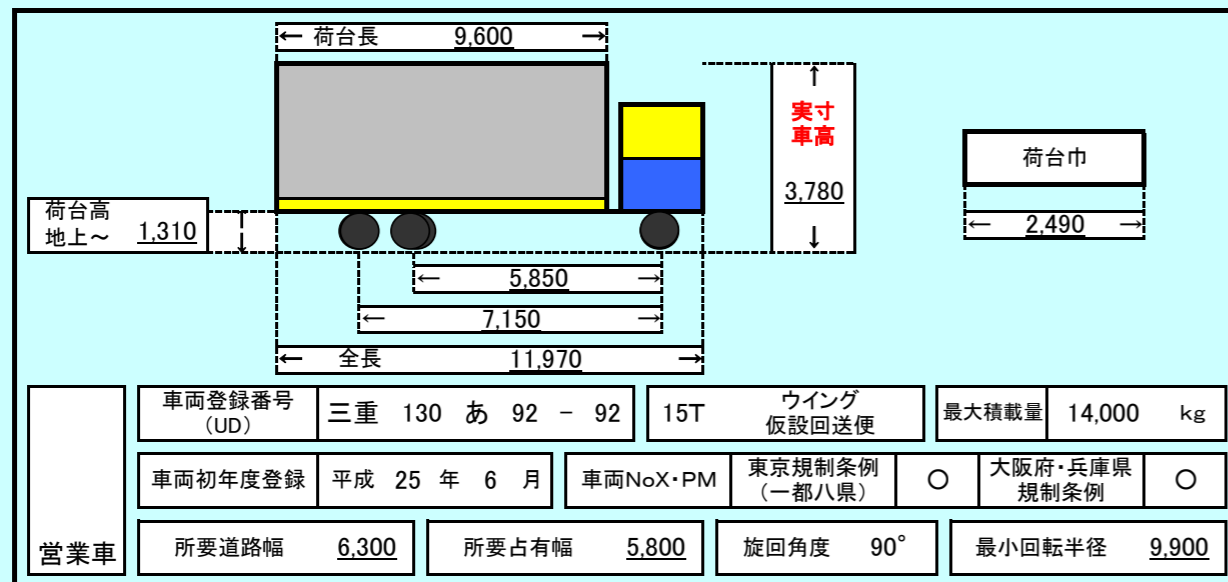 ← 荷台長 9,600 →
↑
実寸
車高
3,780
↓
荷台巾
← 2,490 →
荷台高
地上～ 1,310
← 5,850 →
← 7,150 →
← 全長 11,970 →
車両登録番号
(UD)
三重 130 あ 92 - 92
15T
ウイング
仮設回送便
最大積載量 14,000 kg
車両初年度登録 平成 25 年 6 月
車両NoX・PM
東京規制条例
(一都八県)
○
大阪府・兵庫県
規制条例
○
営業車
所要道路幅 6,300
所要占有幅 5,800
旋回角度 90°
最小回転半径 9,900